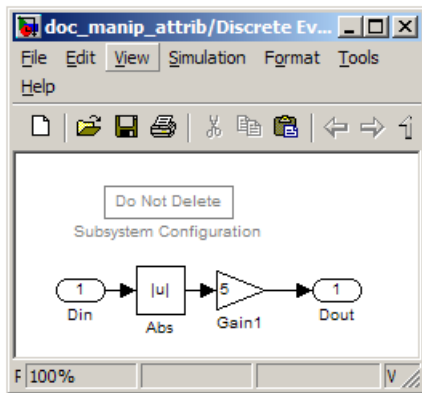 doc_manip_attrib/Discrete Ev...
File Edit View Simulation Format Tools
Help
Do Not Delete
Subsystem Configuration
1 |u| 5 1
Din Abs Gain1 Dout
F 100% V